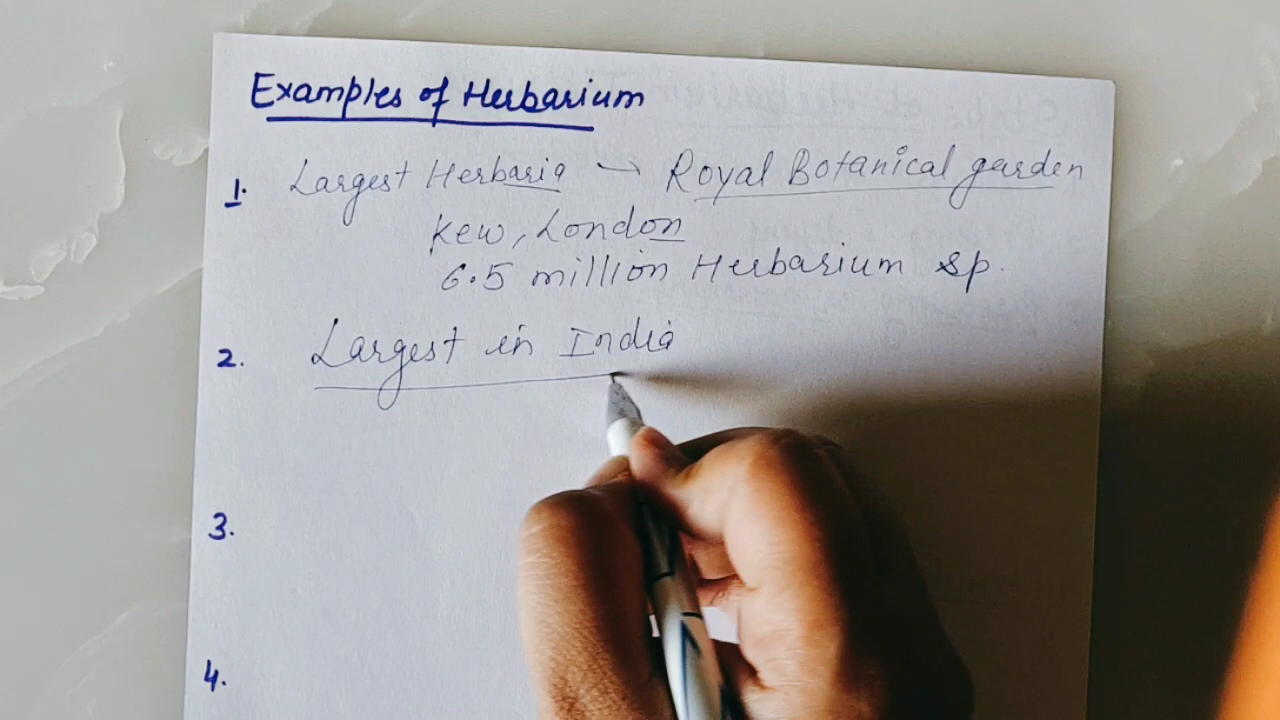 Examples of Herbarium
1. Largest Herbaria → Royal Botanical garden
Kew, London
6.5 million Herbarium sp.
2. Largest in India
3.
4.